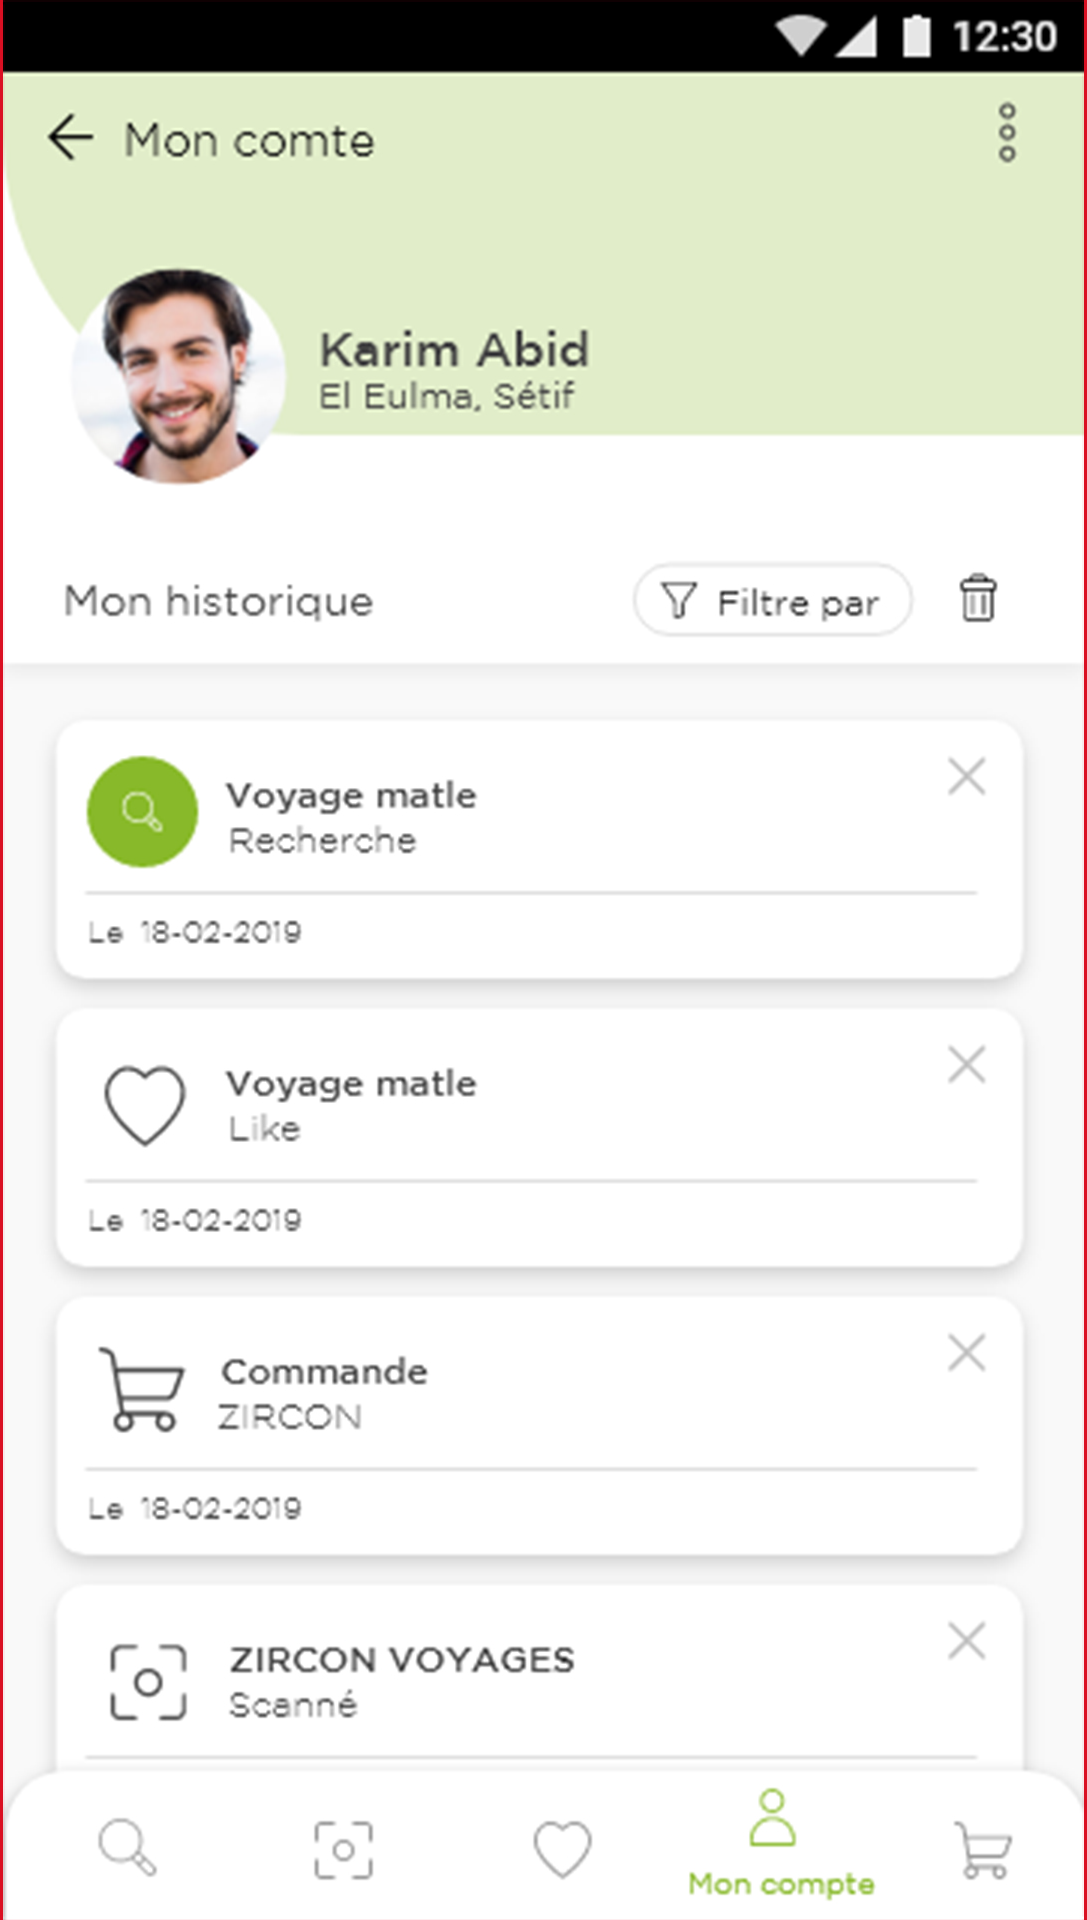 12:30
Mon comte
Karim Abid
El Eulma, Sétif
Mon historique
Filtre par
Voyage matle
Recherche
Le 18-02-2019
Voyage matle
Like
Le 18-02-2019
Commande
ZIRCON
Le 18-02-2019
ZIRCON VOYAGES
Scanné
Mon compte